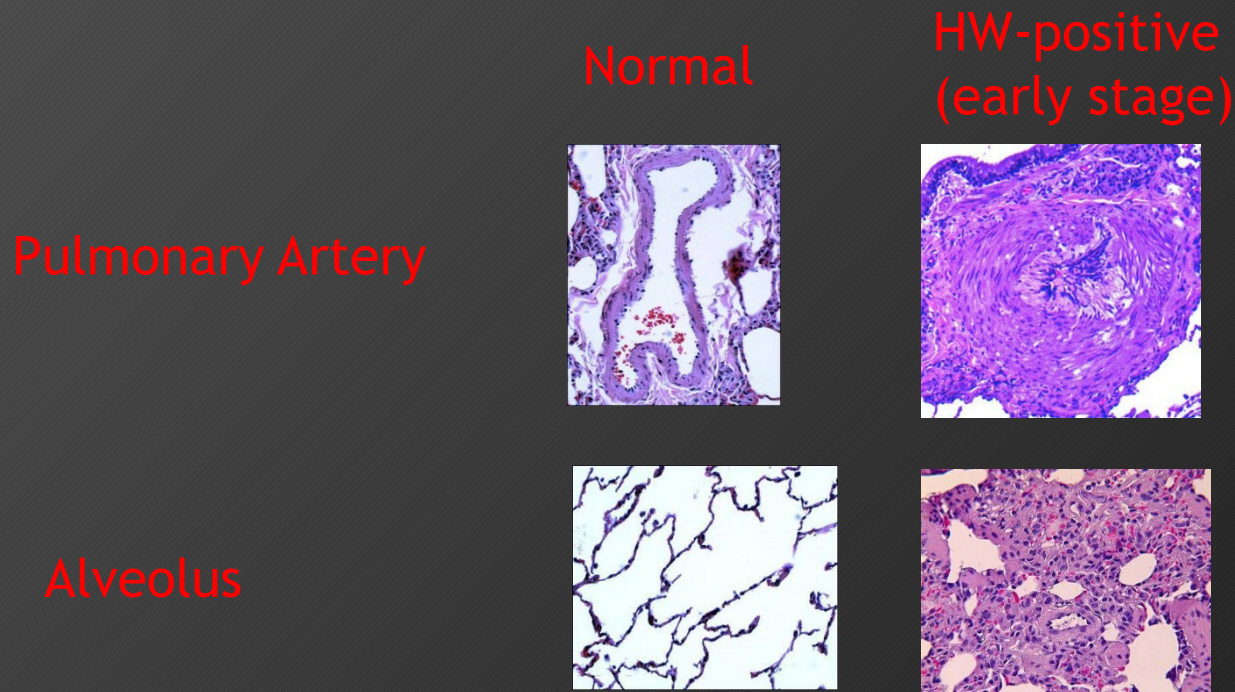 Normal
HW-positive
(early stage)
Pulmonary Artery
Alveolus